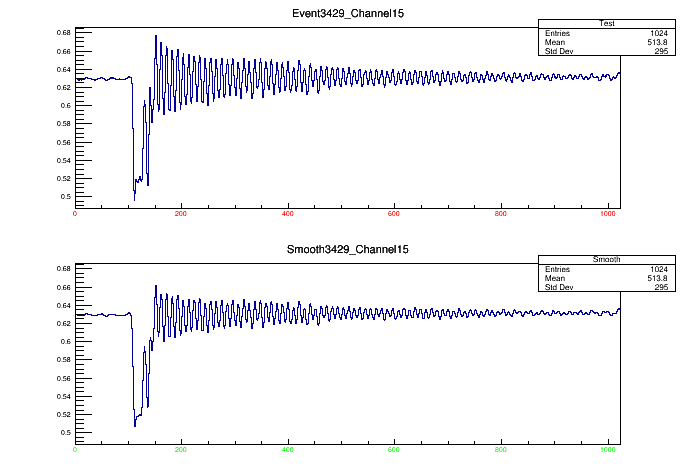 Event3429_Channel15
Test
Entries 1024
Mean 513.8
Std Dev 295
0.68
0.66
0.64
0.62
0.6
0.58
0.56
0.54
0.52
0.5
0 200 400 600 800 1000
Smooth3429_Channel15
Smooth
Entries 1024
Mean 513.8
Std Dev 295
0.68
0.66
0.64
0.62
0.6
0.58
0.56
0.54
0.52
0.5
0 200 400 600 800 1000